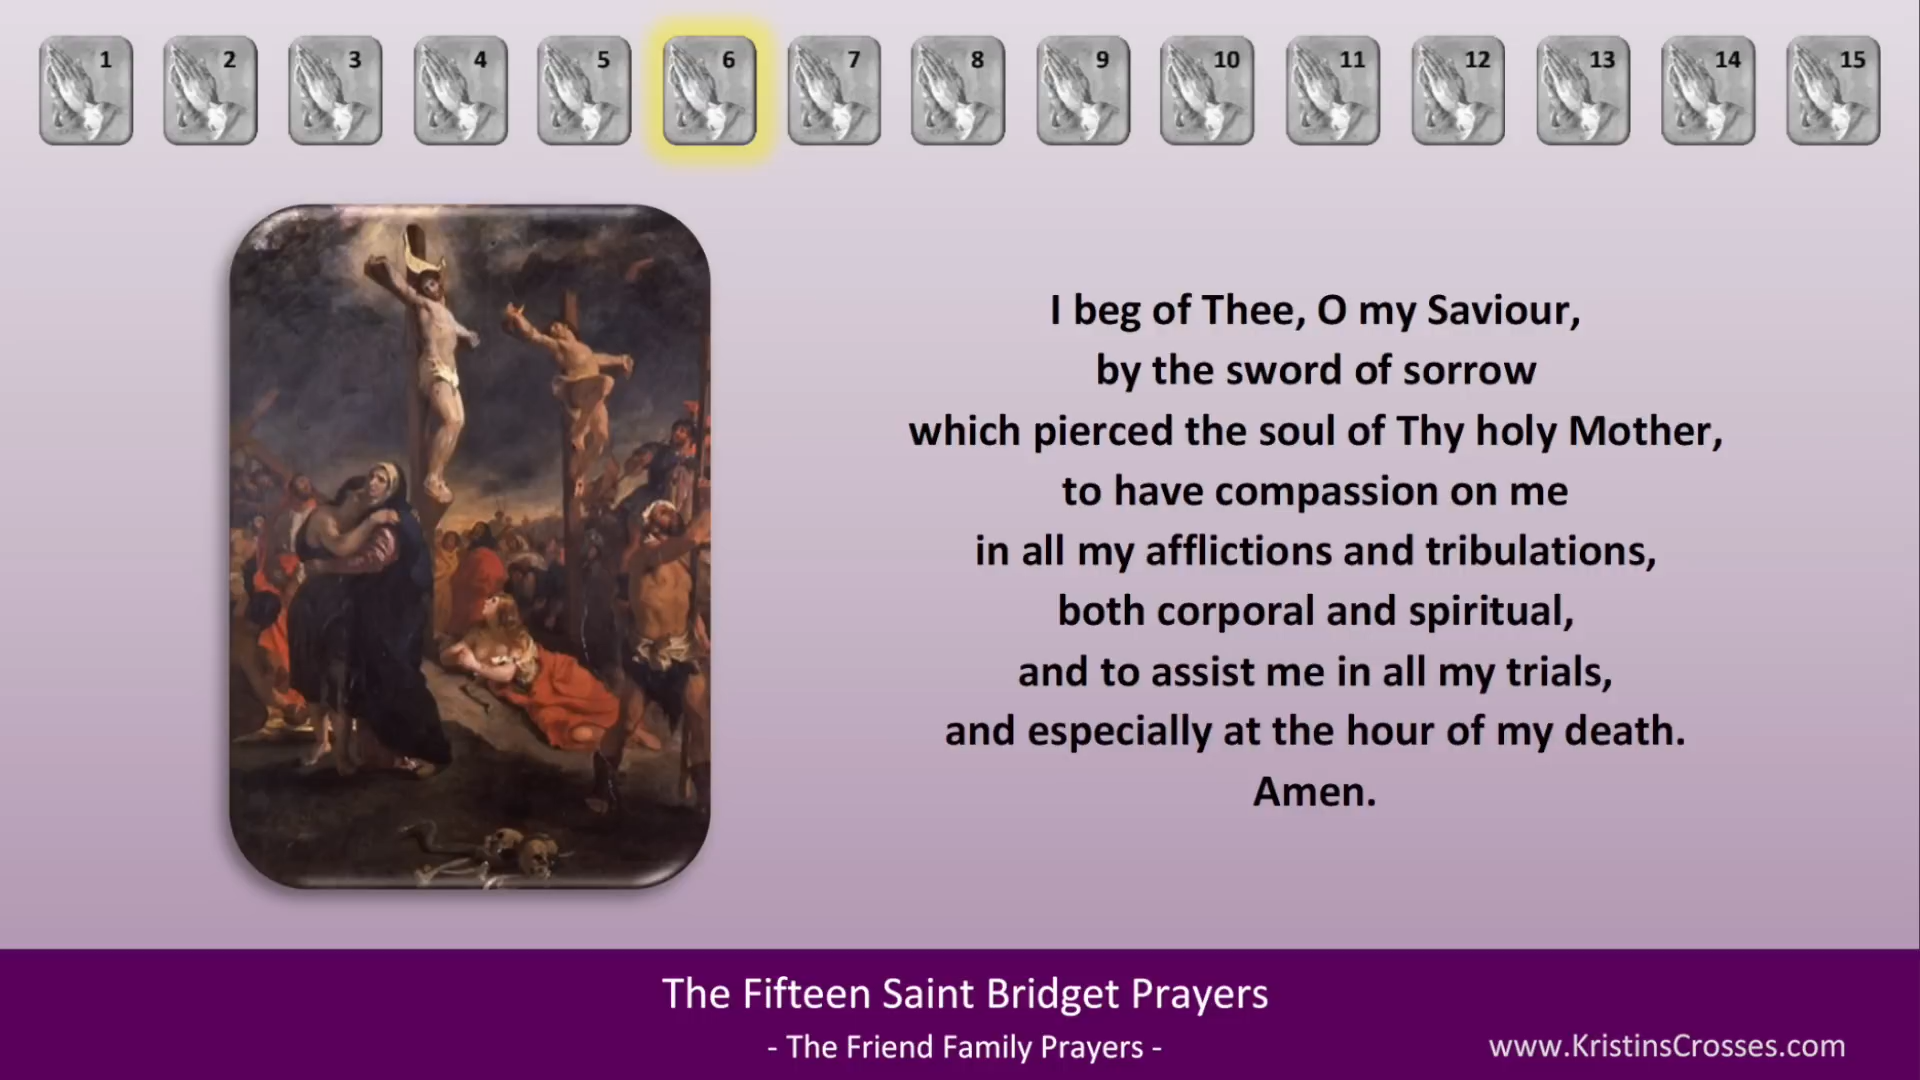 1 2 3 4 5 6 7 8 9 10 11 12 13 14 15
I beg of Thee, O my Saviour,
by the sword of sorrow
which pierced the soul of Thy holy Mother,
to have compassion on me
in all my afflictions and tribulations,
both corporal and spiritual,
and to assist me in all my trials,
and especially at the hour of my death.
Amen.
The Fifteen Saint Bridget Prayers
- The Friend Family Prayers -
www.KristinsCrosses.com